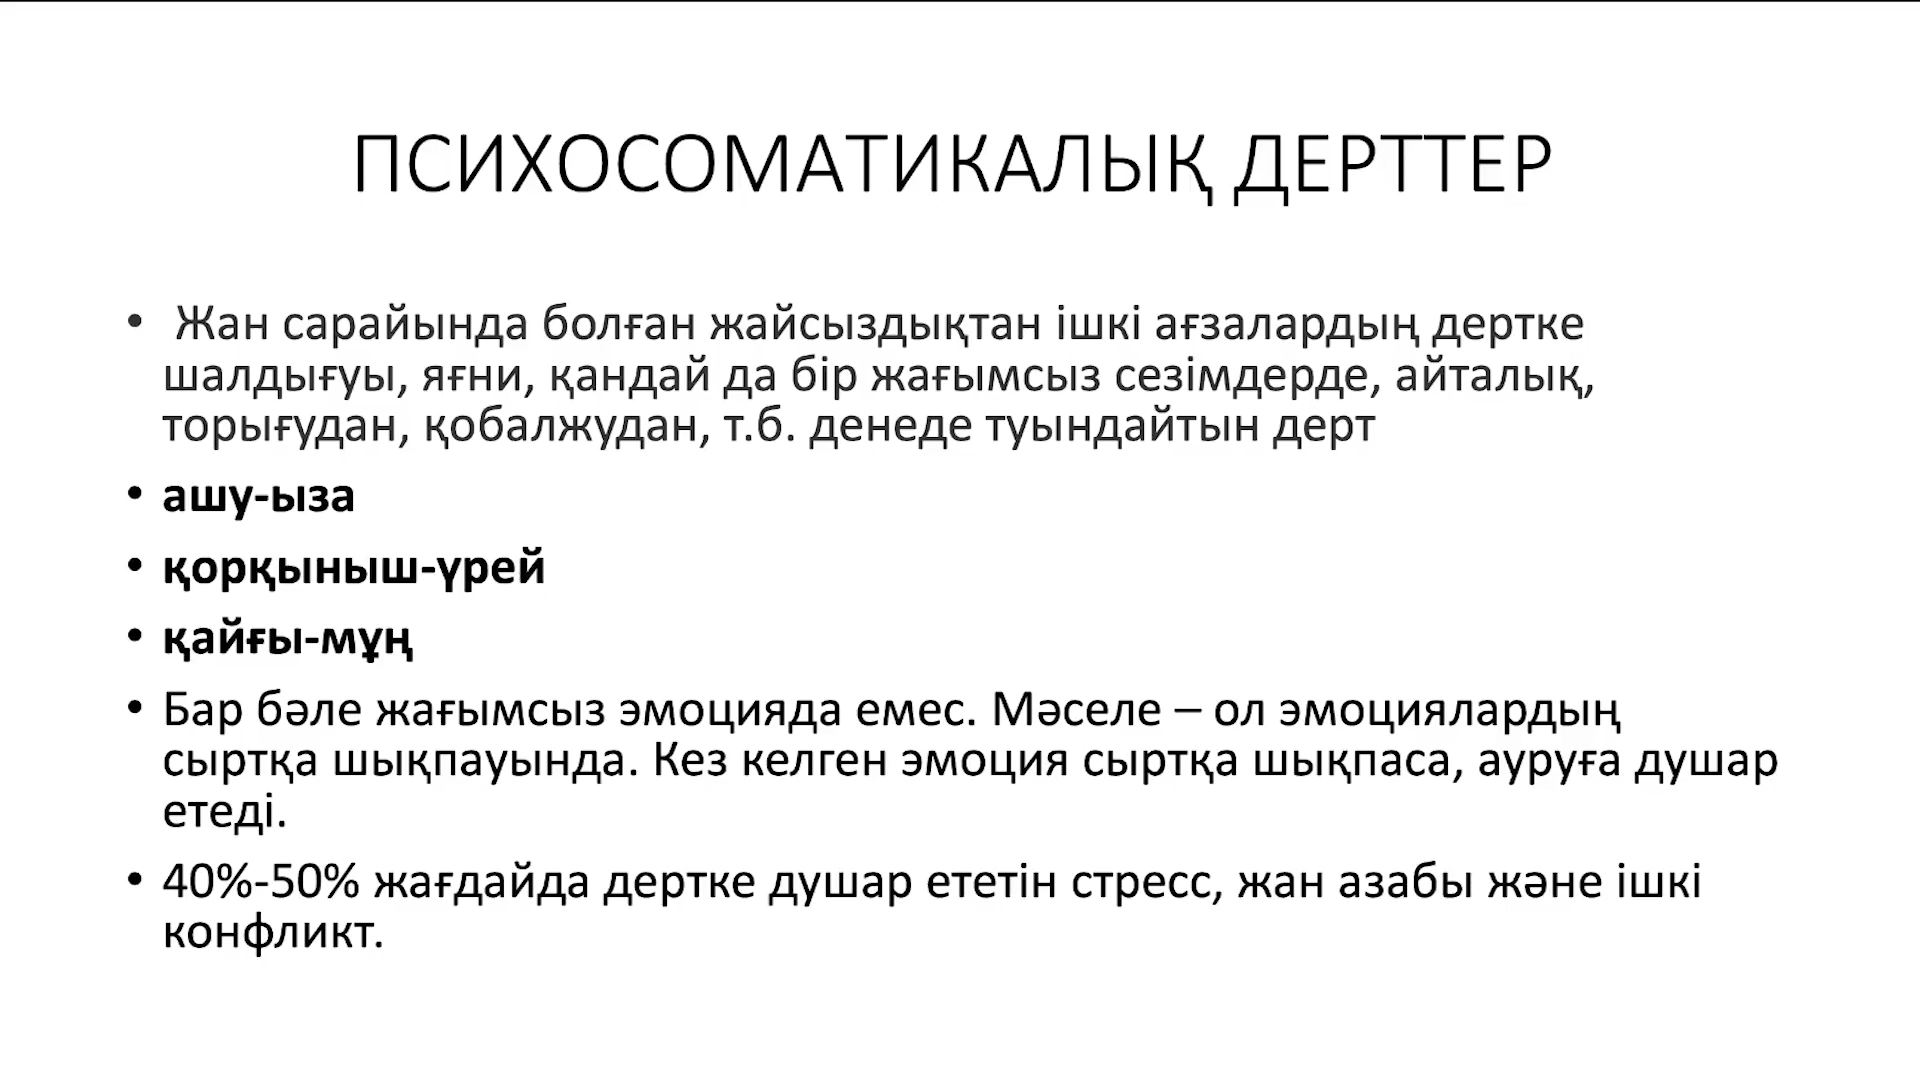 ПСИХОСОМАТИКАЛЫҚ ДЕРТТЕР
• Жан сарайында болған жайсыздықтан ішкі ағзалардың дертке
шалдығуы, яғни, қандай да бір жағымсыз сезімдерде, айталық,
торығудан, қобалжудан, т.б. денеде туындайтын дерт
• ашу-ыза
• қорқыныш-үрей
• қайғы-мұң
• Бар бәле жағымсыз эмоцияда емес. Мәселе – ол эмоциялардың
сыртқа шықпауында. Кез келген эмоция сыртқа шықпаса, ауруға душар
етеді.
• 40%-50% жағдайда дертке душар ететін стресс, жан азабы және ішкі
конфликт.